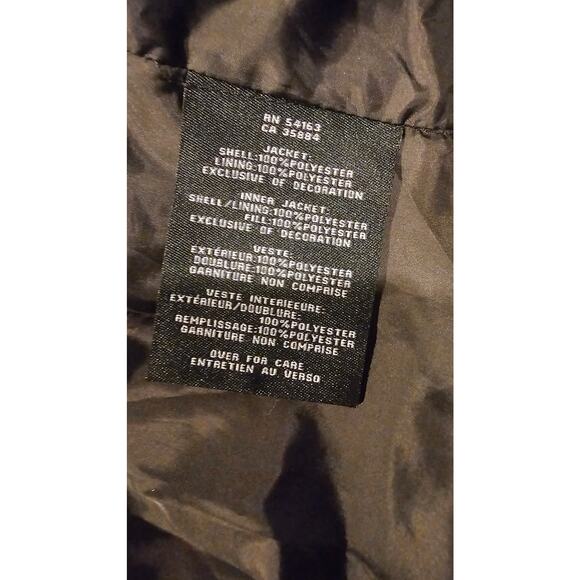 RN 54163
CA 35884
JACKET:
SHELL:100%POLYESTER
LINING:100%POLYESTER
EXCLUSIVE OF DECORATION
INNER JACKET:
SHELL/LINING:100%POLYESTER
FILL:100%POLYESTER
EXCLUSIVE OF DECORATION
VESTE:
EXTÉRIEUR:100%POLYESTER
DOUBLURE:100%POLYESTER
GARNITURE NON COMPRISE
VESTE INTERIEEURE:
EXTÉRIEUR/DOUBLURE:
100%POLYESTER
REMPLISSAGE:100%POLYESTER
GARNITURE NON COMPRISE
OVER FOR CARE
ENTRETIEN AU VERSO